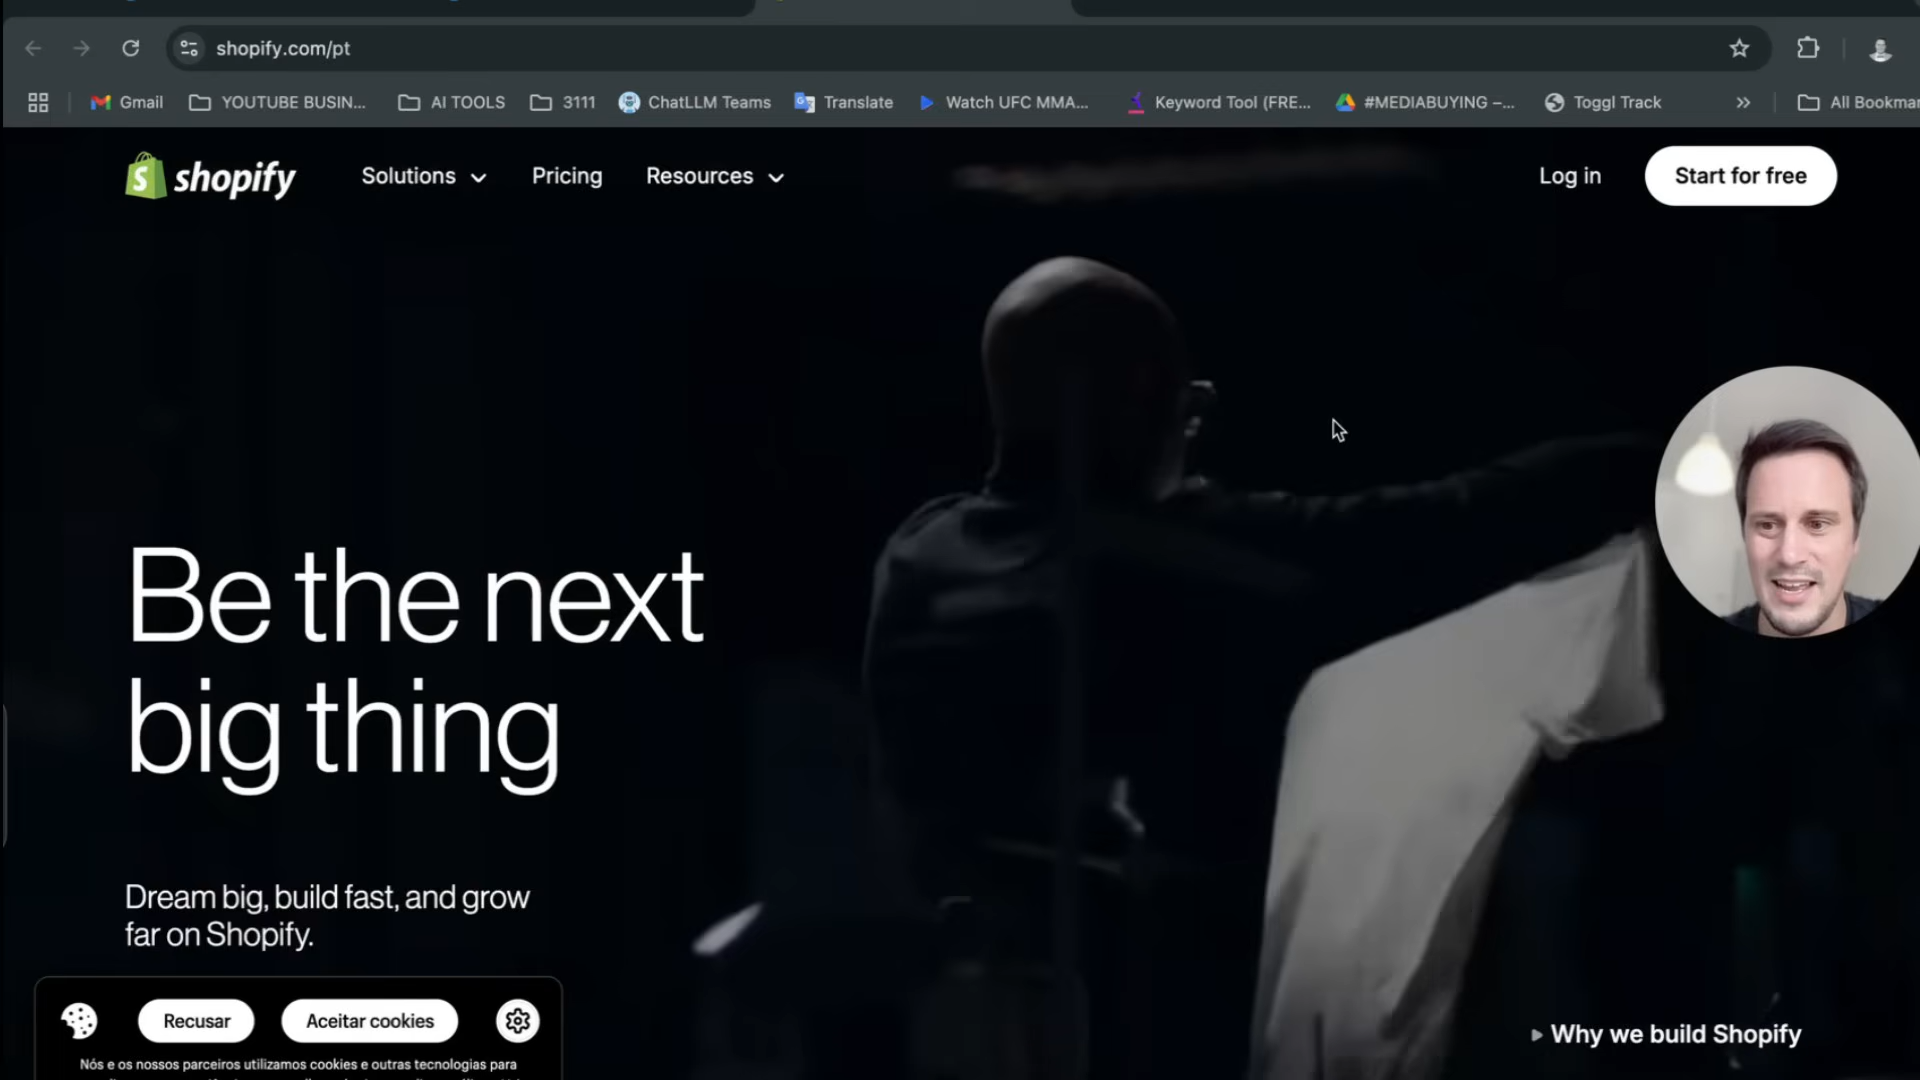 shopify.com/pt
Gmail
YOUTUBE BUSIN...
AI TOOLS
3111
ChatLLM Teams
Translate
Watch UFC MMA...
Keyword Tool (FRE...
#MEDIABUYING –...
Toggl Track
All Bookmar
shopify
Solutions
Pricing
Resources
Log in
Start for free
Be the next
big thing
Dream big, build fast, and grow
far on Shopify.
Recusar
Aceitar cookies
Nós e os nossos parceiros utilizamos cookies e outras tecnologias para
Why we build Shopify